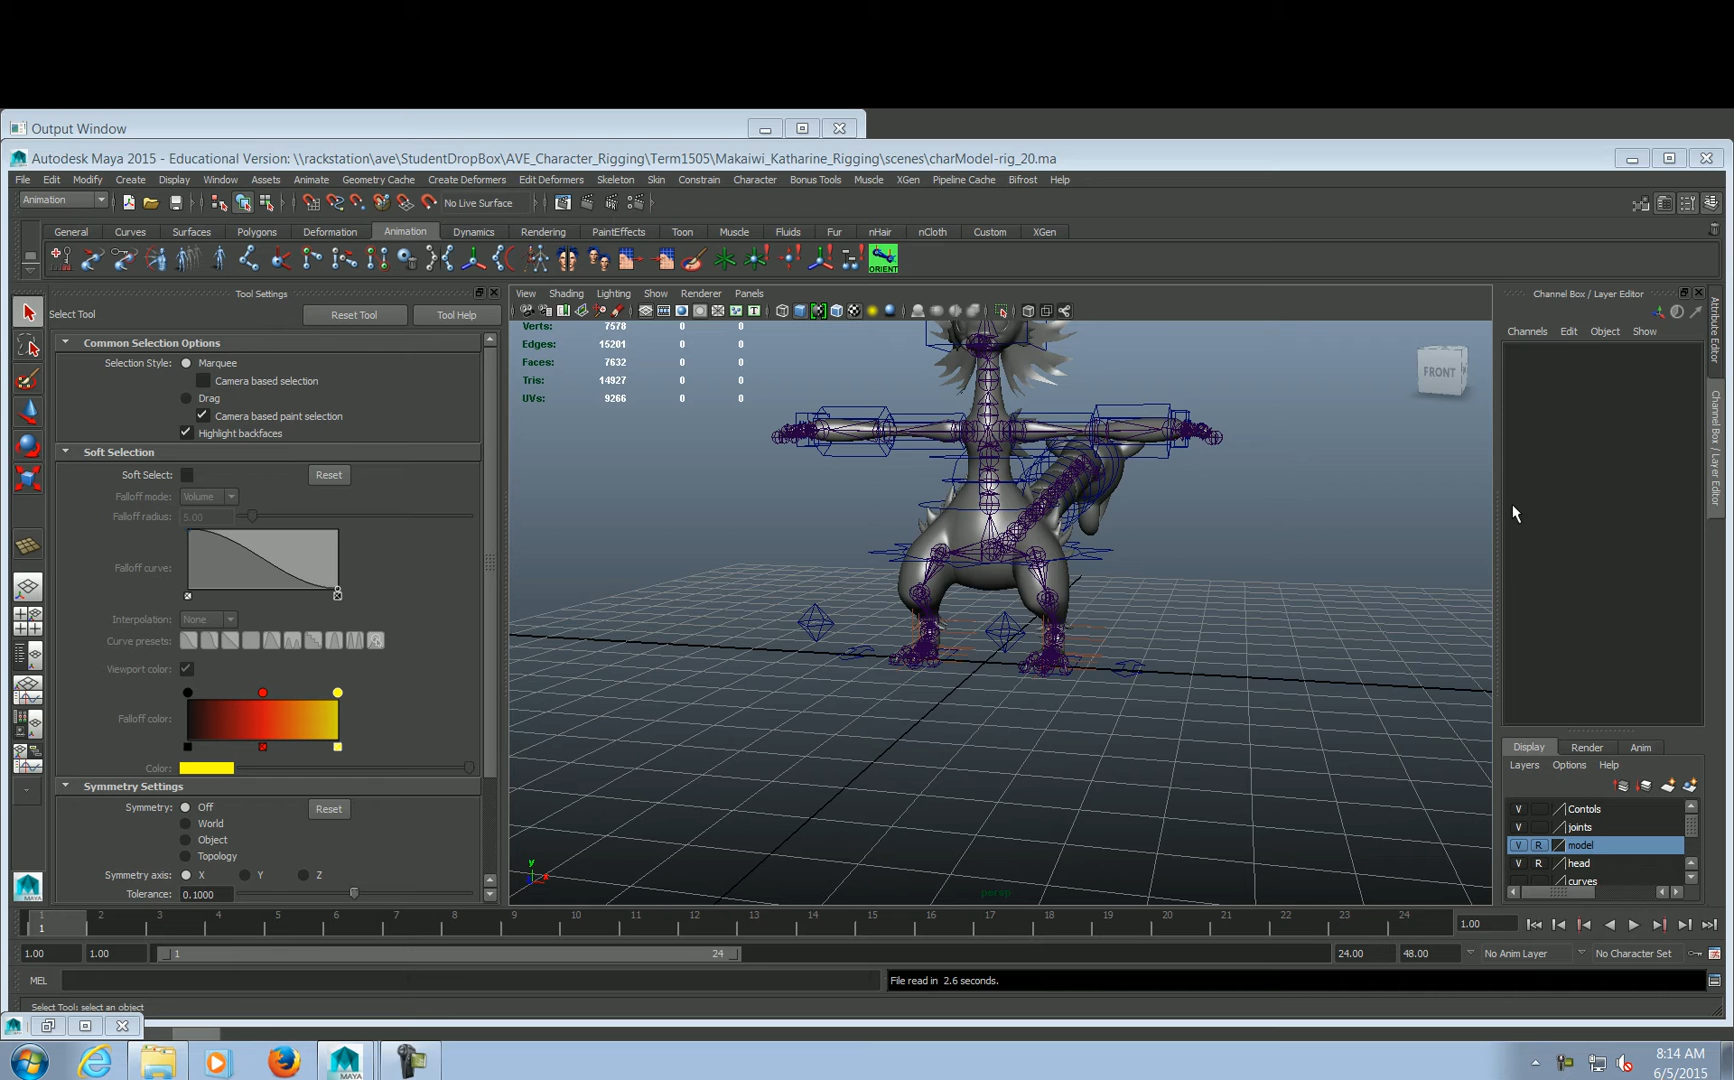 Output Window
Autodesk Maya 2015 - Educational Version: \\rackstation\ave\StudentDropBox\AVE_Character_Rigging\Term1505\Makaiwi_Katharine_Rigging\scenes\charModel-rig_20.ma
File Edit Modify Create Display Window Assets Animate Geometry Cache Create Deformers Edit Deformers Skeleton Skin Constrain Character Bonus Tools Muscle XGen Pipeline Cache Bifrost Help
Animation No Live Surface
General Curves Surfaces Polygons Deformation Animation Dynamics Rendering PaintEffects Toon Muscle Fluids Fur nHair nCloth Custom XGen
ORIENT
Tool Settings
Select Tool Reset Tool Tool Help
Common Selection Options
Selection Style: Marquee
Camera based selection
Drag
Camera based paint selection
Highlight backfaces
Soft Selection
Soft Select: Reset
Falloff mode: Volume
Falloff radius: 5.00
Falloff curve:
Interpolation: None
Curve presets:
Viewport color:
Falloff color:
Color:
Symmetry Settings
Symmetry: Off Reset
World
Object
Topology
Symmetry axis: X Y Z
Tolerance: 0.1000
View Shading Lighting Show Renderer Panels
Verts: 7578 0 0
Edges: 15201 0 0
Faces: 7632 0 0
Tris: 14927 0 0
UVs: 9266 0 0
FRONT
y
persp
Channel Box / Layer Editor
Channels Edit Object Show
Attribute Editor
Channel Box / Layer Editor
Display Render Anim
Layers Options Help
V Contols
V joints
V R model
V R head
curves
1 2 3 4 5 6 7 8 9 10 11 12 13 14 15 16 17 18 19 20 21 22 23 24
1 1.00
1.00 1.00 1 24 24.00 48.00 No Anim Layer No Character Set
MEL File read in 2.6 seconds.
Select Tool: select an object
MAYA
8:14 AM
6/5/2015